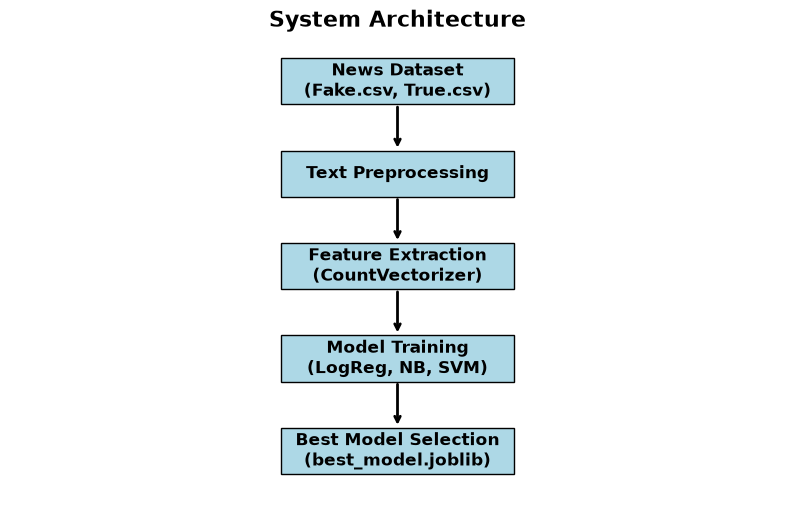 System Architecture
News Dataset
(Fake.csv, True.csv)
Text Preprocessing
Feature Extraction
(CountVectorizer)
Model Training
(LogReg, NB, SVM)
Best Model Selection
(best_model.joblib)